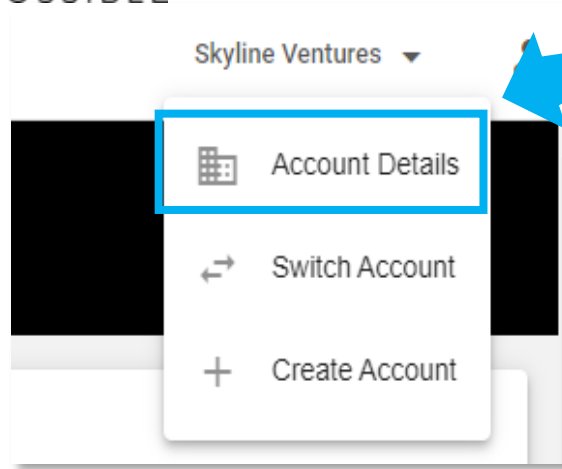 Skyline Ventures
Account Details
Switch Account
Create Account